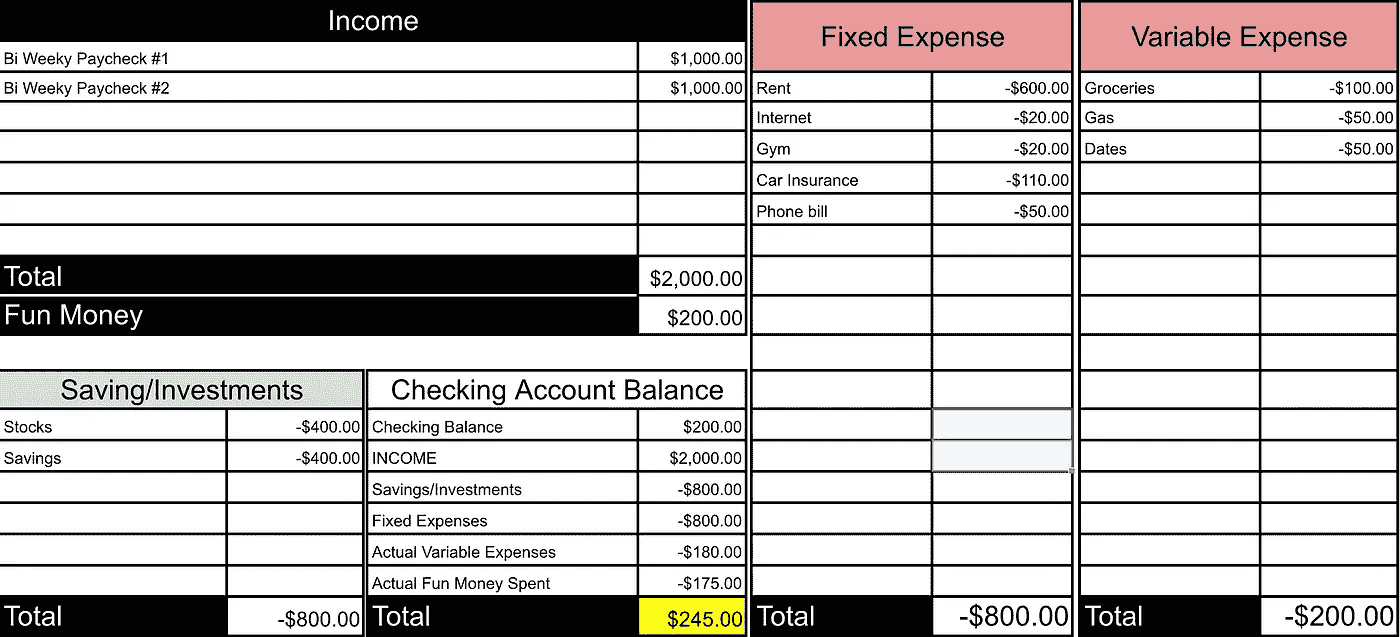 Income
Bi Weeky Paycheck #1 $1,000.00
Bi Weeky Paycheck #2 $1,000.00
Total $2,000.00
Fun Money $200.00
Saving/Investments
Stocks -$400.00
Savings -$400.00
Total -$800.00
Checking Account Balance
Checking Balance $200.00
INCOME $2,000.00
Savings/Investments -$800.00
Fixed Expenses -$800.00
Actual Variable Expenses -$180.00
Actual Fun Money Spent -$175.00
Total $245.00
Fixed Expense
Rent -$600.00
Internet -$20.00
Gym -$20.00
Car Insurance -$110.00
Phone bill -$50.00
Total -$800.00
Variable Expense
Groceries -$100.00
Gas -$50.00
Dates -$50.00
Total -$200.00